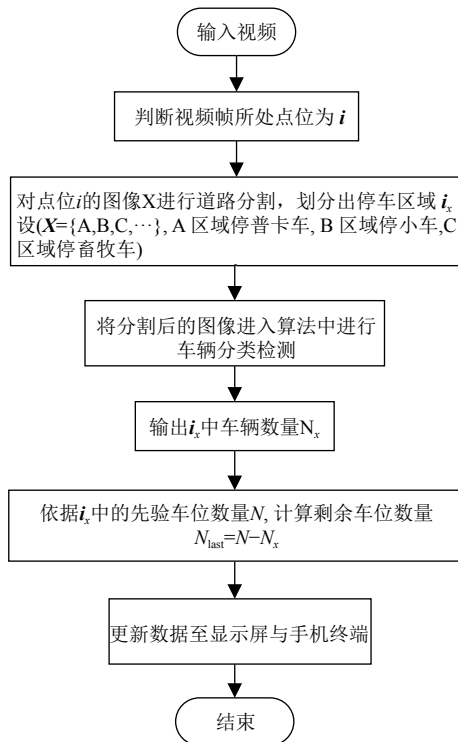 输入视频
判断视频帧所处点位为 i
对点位i的图像X进行道路分割，划分出停车区域 iₓ
设(X={A,B,C,⋯}, A 区域停普卡车, B 区域停小车,C
区域停畜牧车)
将分割后的图像进入算法中进行
车辆分类检测
输出iₓ中车辆数量Nₓ
依据iₓ中的先验车位数量N, 计算剩余车位数量
N_last=N−Nₓ
更新数据至显示屏与手机终端
结束